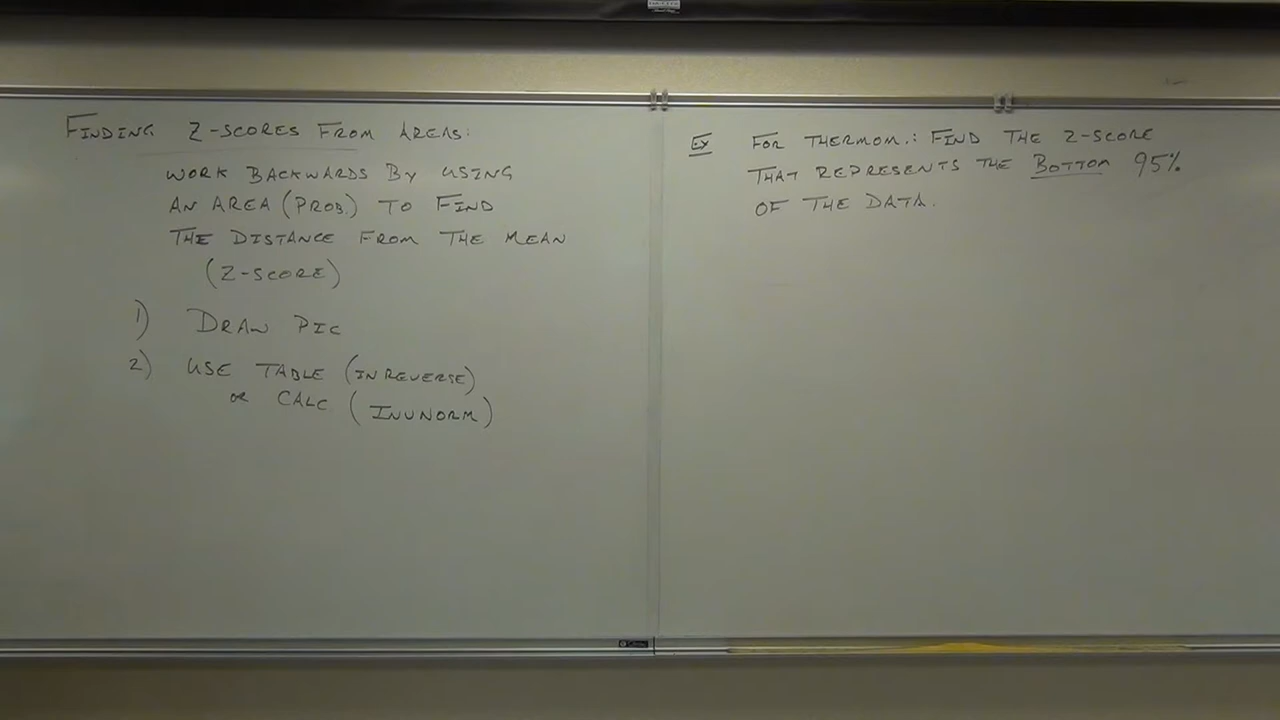 FINDING Z-SCORES FROM AREAS:
WORK BACKWARDS BY USING
AN AREA (PROB.) TO FIND
THE DISTANCE FROM THE MEAN
(Z-SCORE)
1) DRAW PIC
2) USE TABLE (IN REVERSE)
OR CALC (INVNORM)
EX FOR THERMOM.: FIND THE Z-SCORE
THAT REPRESENTS THE BOTTOM 95%
OF THE DATA.